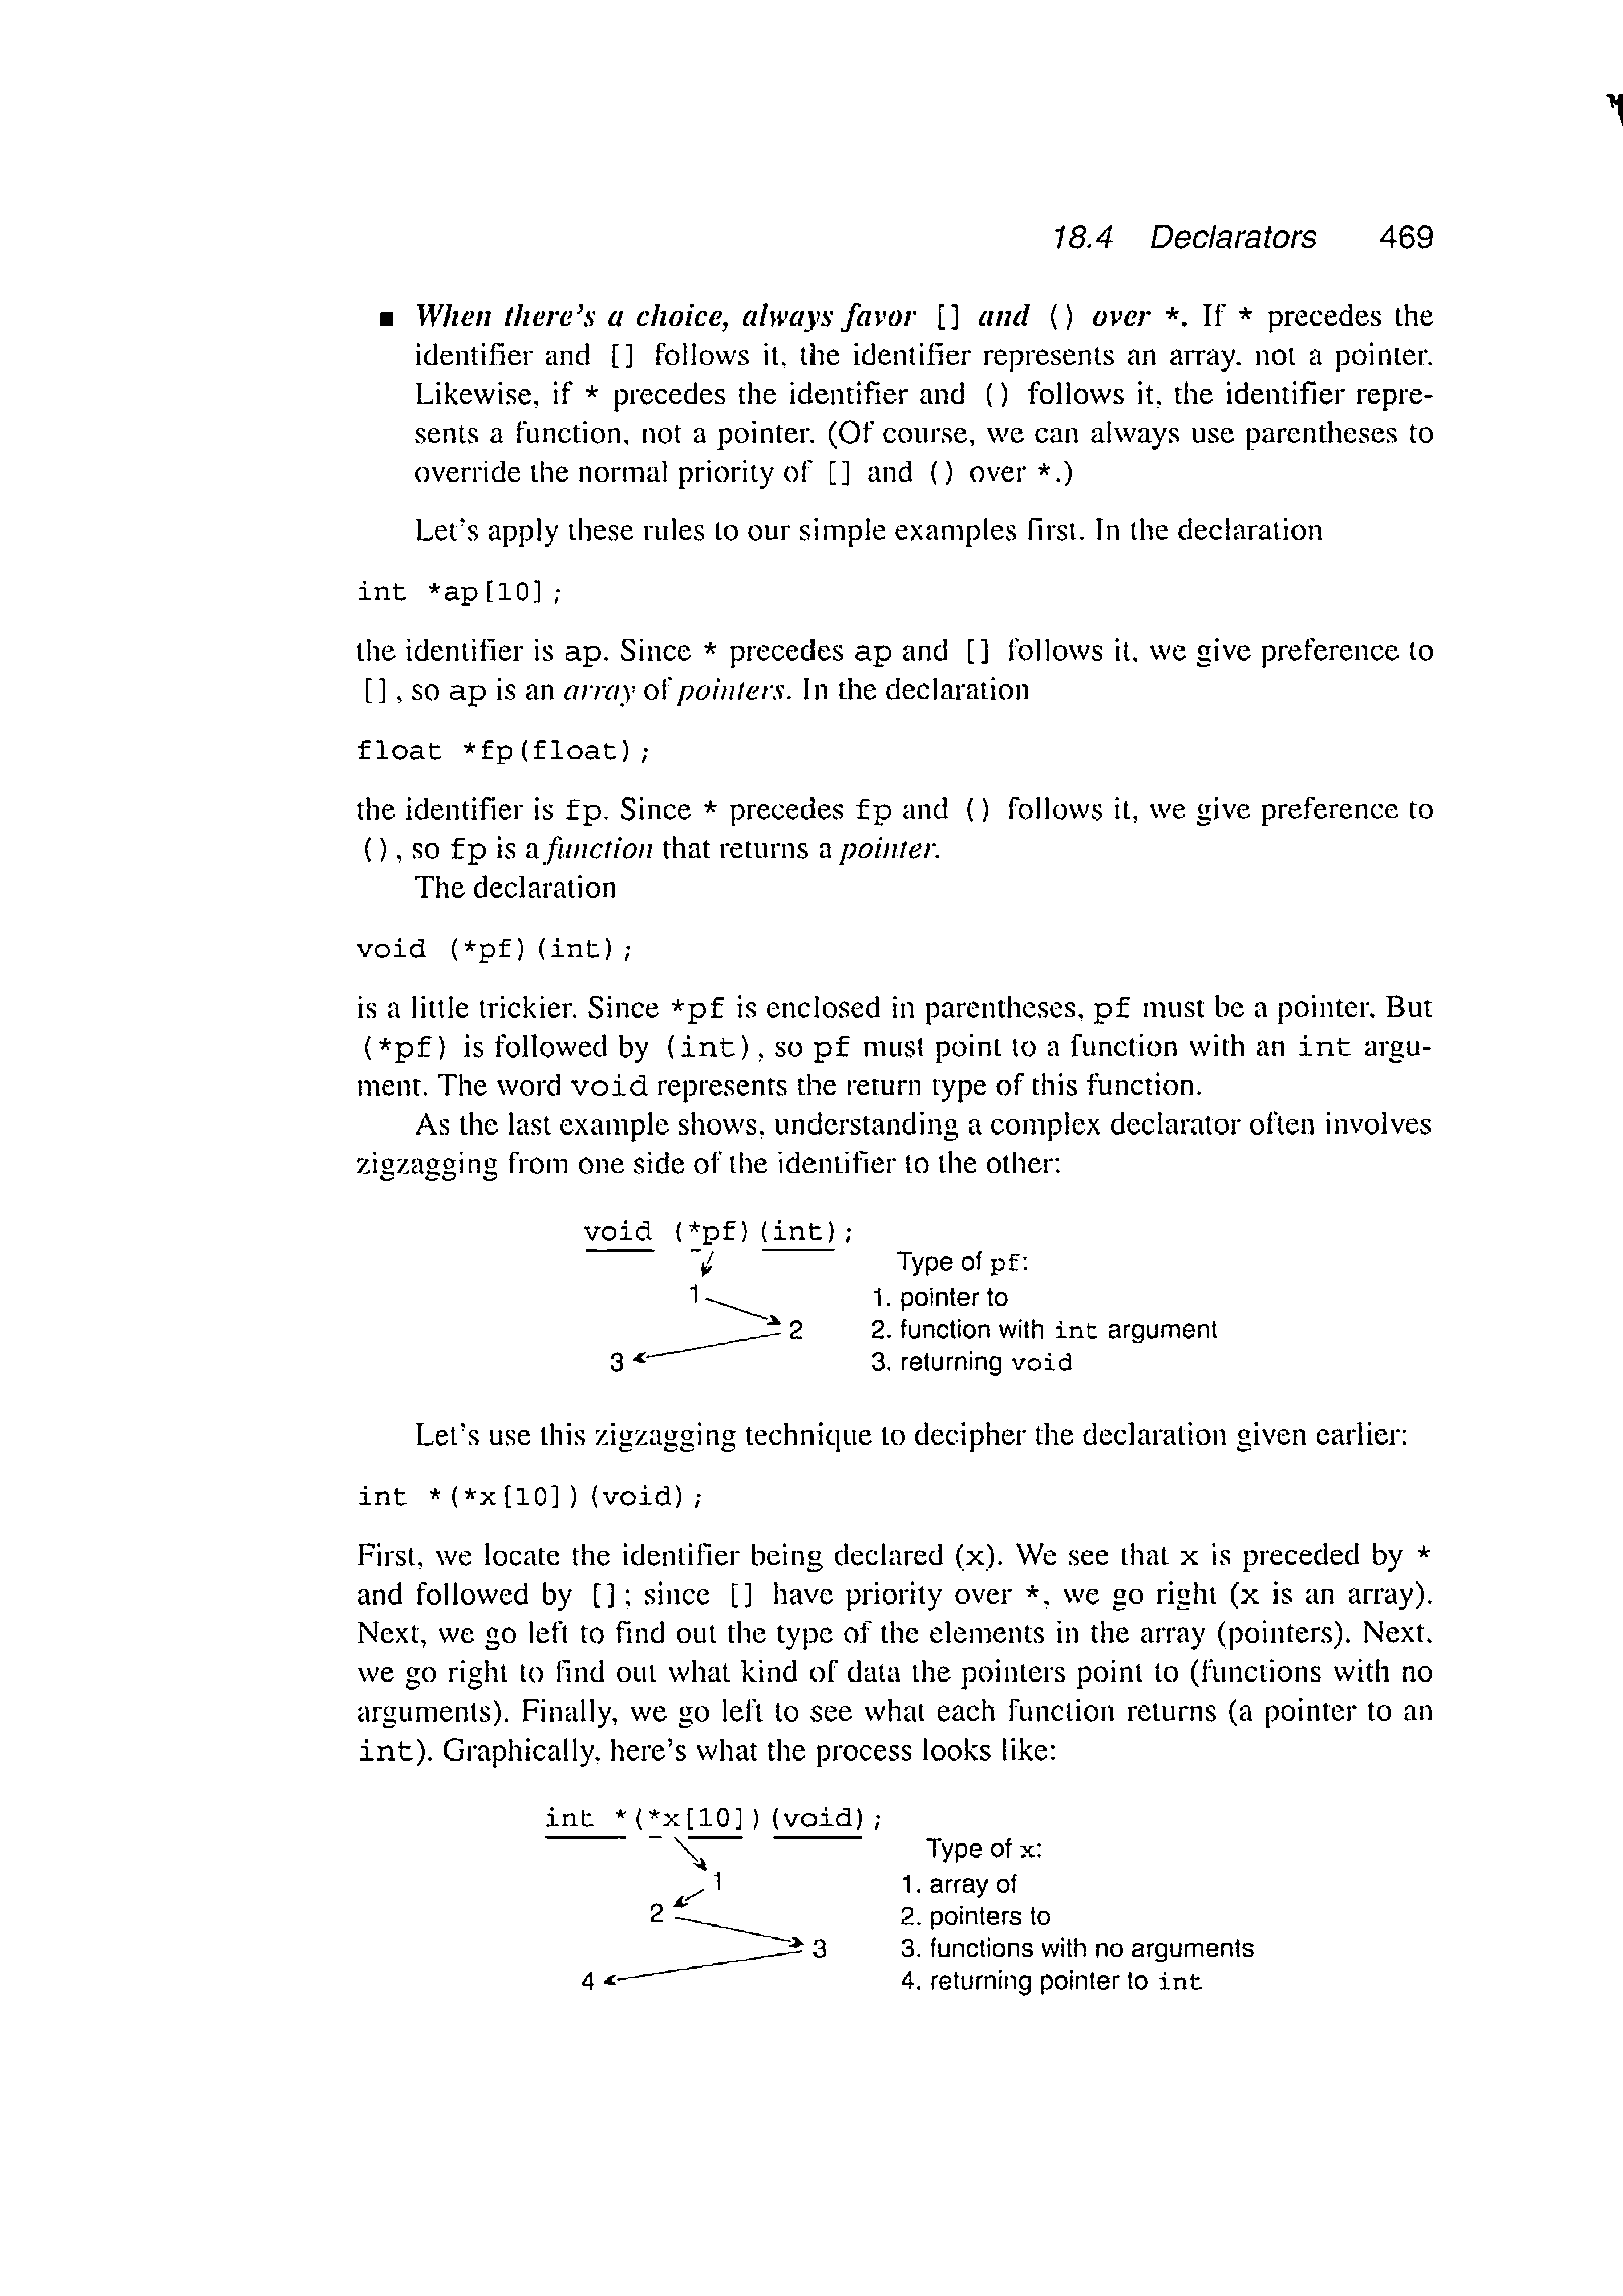 18.4 Declarators 469
■ When there's a choice, always favor [] and () over *. If * precedes the
identifier and [] follows it, the identifier represents an array, not a pointer.
Likewise, if * precedes the identifier and () follows it, the identifier repre-
sents a function, not a pointer. (Of course, we can always use parentheses to
override the normal priority of [] and () over *.)
Let's apply these rules to our simple examples first. In the declaration
int *ap[10];
the identifier is ap. Since * precedes ap and [] follows it, we give preference to
[], so ap is an array of pointers. In the declaration
float *fp(float);
the identifier is fp. Since * precedes fp and () follows it, we give preference to
(), so fp is a function that returns a pointer.
The declaration
void (*pf)(int);
is a little trickier. Since *pf is enclosed in parentheses, pf must be a pointer. But
(*pf) is followed by (int), so pf must point to a function with an int argu-
ment. The word void represents the return type of this function.
As the last example shows, understanding a complex declarator often involves
zigzagging from one side of the identifier to the other:
void (*pf)(int);
Type of pf:
1 1. pointer to
2 2. function with int argument
3 3. returning void
Let's use this zigzagging technique to decipher the declaration given earlier:
int *(*x[10])(void);
First, we locate the identifier being declared (x). We see that x is preceded by *
and followed by []; since [] have priority over *, we go right (x is an array).
Next, we go left to find out the type of the elements in the array (pointers). Next,
we go right to find out what kind of data the pointers point to (functions with no
arguments). Finally, we go left to see what each function returns (a pointer to an
int). Graphically, here's what the process looks like:
int *(*x[10])(void);
Type of x:
1 1. array of
2 2. pointers to
3 3. functions with no arguments
4 4. returning pointer to int